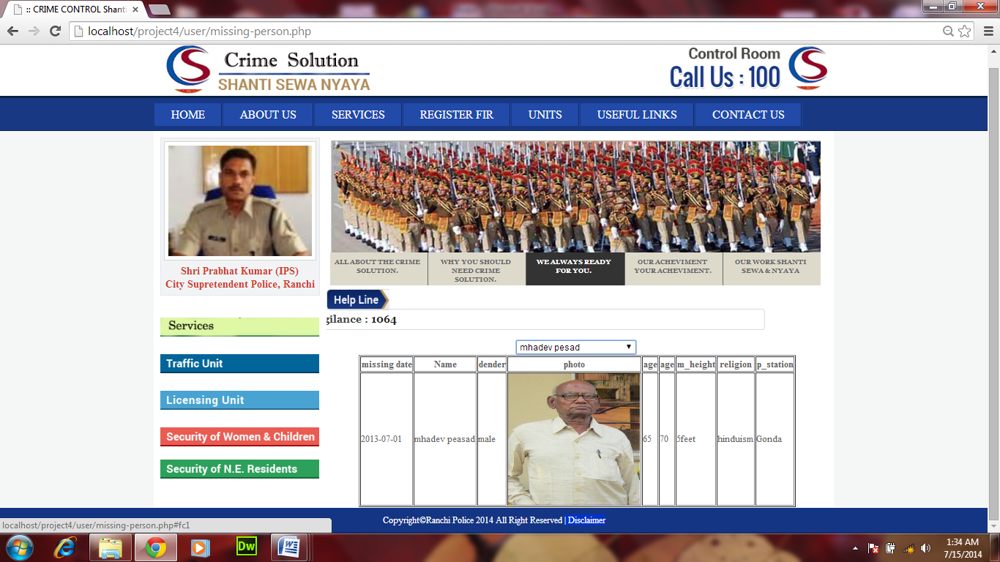 :: CRIME CONTROL Shanti
localhost/project4/user/missing-person.php
Crime Solution
SHANTI SEWA NYAYA
Control Room
Call Us : 100
HOME ABOUT US SERVICES REGISTER FIR UNITS USEFUL LINKS CONTACT US
Shri Prabhat Kumar (IPS)
City Supretendent Police, Ranchi
ALL ABOUT THE CRIME
SOLUTION.
WHY YOU SHOULD
NEED CRIME
SOLUTION.
WE ALWAYS READY
FOR YOU.
OUR ACHEVIMENT
YOUR ACHEVIMENT.
OUR WORK SHANTI
SEWA & NYAYA
Help Line
gilance : 1064
Services
Traffic Unit
Licensing Unit
Security of Women & Children
Security of N.E. Residents
mhadev pesad
missing date Name dender photo age age m_height religion p_station
2013-07-01 mhadev peasad male 65 70 5feet hinduism Gonda
Copyright©Ranchi Police 2014 All Right Reserved | Disclaimer
localhost/project4/user/missing-person.php#fc1
Dw
W
1:34 AM
7/15/2014